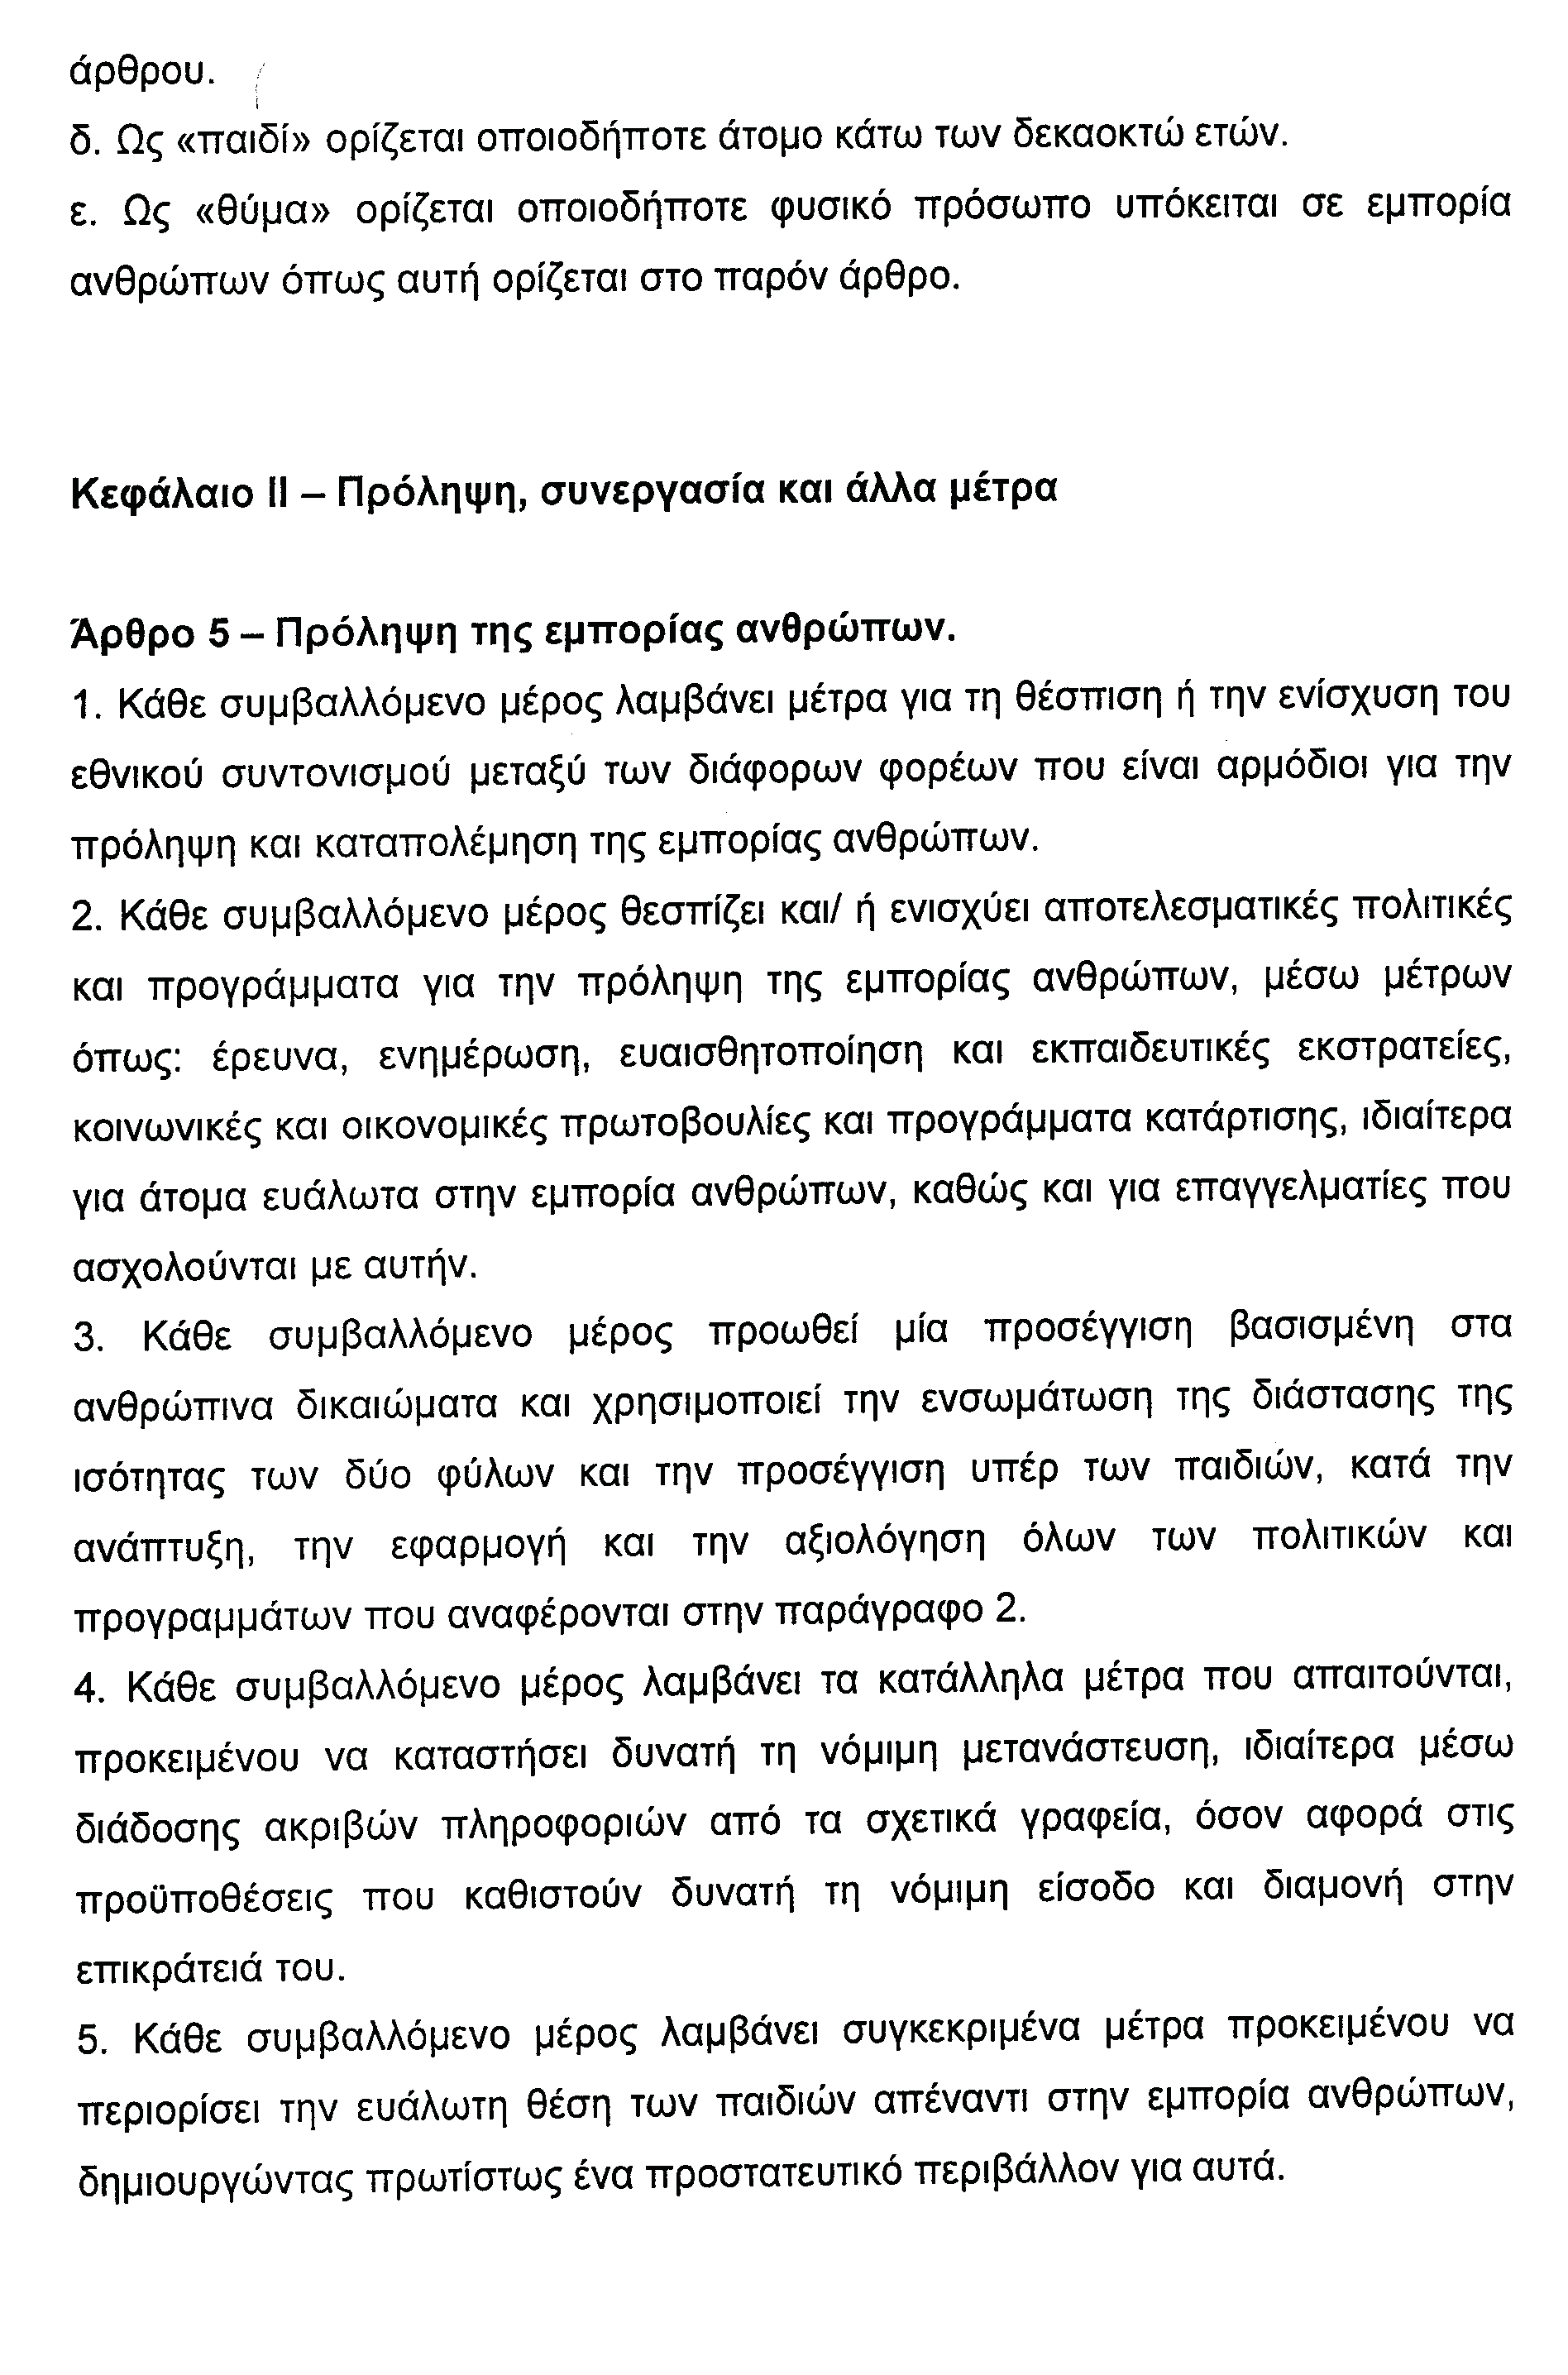 άρθρου.
δ. Ως «παιδί» ορίζεται οποιοδήποτε άτομο κάτω των δεκαοκτώ ετών.
ε. Ως «θύμα» ορίζεται οποιοδήποτε φυσικό πρόσωπο υπόκειται σε εμπορία
ανθρώπων όπως αυτή ορίζεται στο παρόν άρθρο.
Κεφάλαιο II – Πρόληψη, συνεργασία και άλλα μέτρα
Άρθρο 5 – Πρόληψη της εμπορίας ανθρώπων.
1. Κάθε συμβαλλόμενο μέρος λαμβάνει μέτρα για τη θέσπιση ή την ενίσχυση του
εθνικού συντονισμού μεταξύ των διάφορων φορέων που είναι αρμόδιοι για την
πρόληψη και καταπολέμηση της εμπορίας ανθρώπων.
2. Κάθε συμβαλλόμενο μέρος θεσπίζει και/ ή ενισχύει αποτελεσματικές πολιτικές
και προγράμματα για την πρόληψη της εμπορίας ανθρώπων, μέσω μέτρων
όπως: έρευνα, ενημέρωση, ευαισθητοποίηση και εκπαιδευτικές εκστρατείες,
κοινωνικές και οικονομικές πρωτοβουλίες και προγράμματα κατάρτισης, ιδιαίτερα
για άτομα ευάλωτα στην εμπορία ανθρώπων, καθώς και για επαγγελματίες που
ασχολούνται με αυτήν.
3. Κάθε συμβαλλόμενο μέρος προωθεί μία προσέγγιση βασισμένη στα
ανθρώπινα δικαιώματα και χρησιμοποιεί την ενσωμάτωση της διάστασης της
ισότητας των δύο φύλων και την προσέγγιση υπέρ των παιδιών, κατά την
ανάπτυξη, την εφαρμογή και την αξιολόγηση όλων των πολιτικών και
προγραμμάτων που αναφέρονται στην παράγραφο 2.
4. Κάθε συμβαλλόμενο μέρος λαμβάνει τα κατάλληλα μέτρα που απαιτούνται,
προκειμένου να καταστήσει δυνατή τη νόμιμη μετανάστευση, ιδιαίτερα μέσω
διάδοσης ακριβών πληροφοριών από τα σχετικά γραφεία, όσον αφορά στις
προϋποθέσεις που καθιστούν δυνατή τη νόμιμη είσοδο και διαμονή στην
επικράτειά του.
5. Κάθε συμβαλλόμενο μέρος λαμβάνει συγκεκριμένα μέτρα προκειμένου να
περιορίσει την ευάλωτη θέση των παιδιών απέναντι στην εμπορία ανθρώπων,
δημιουργώντας πρωτίστως ένα προστατευτικό περιβάλλον για αυτά.